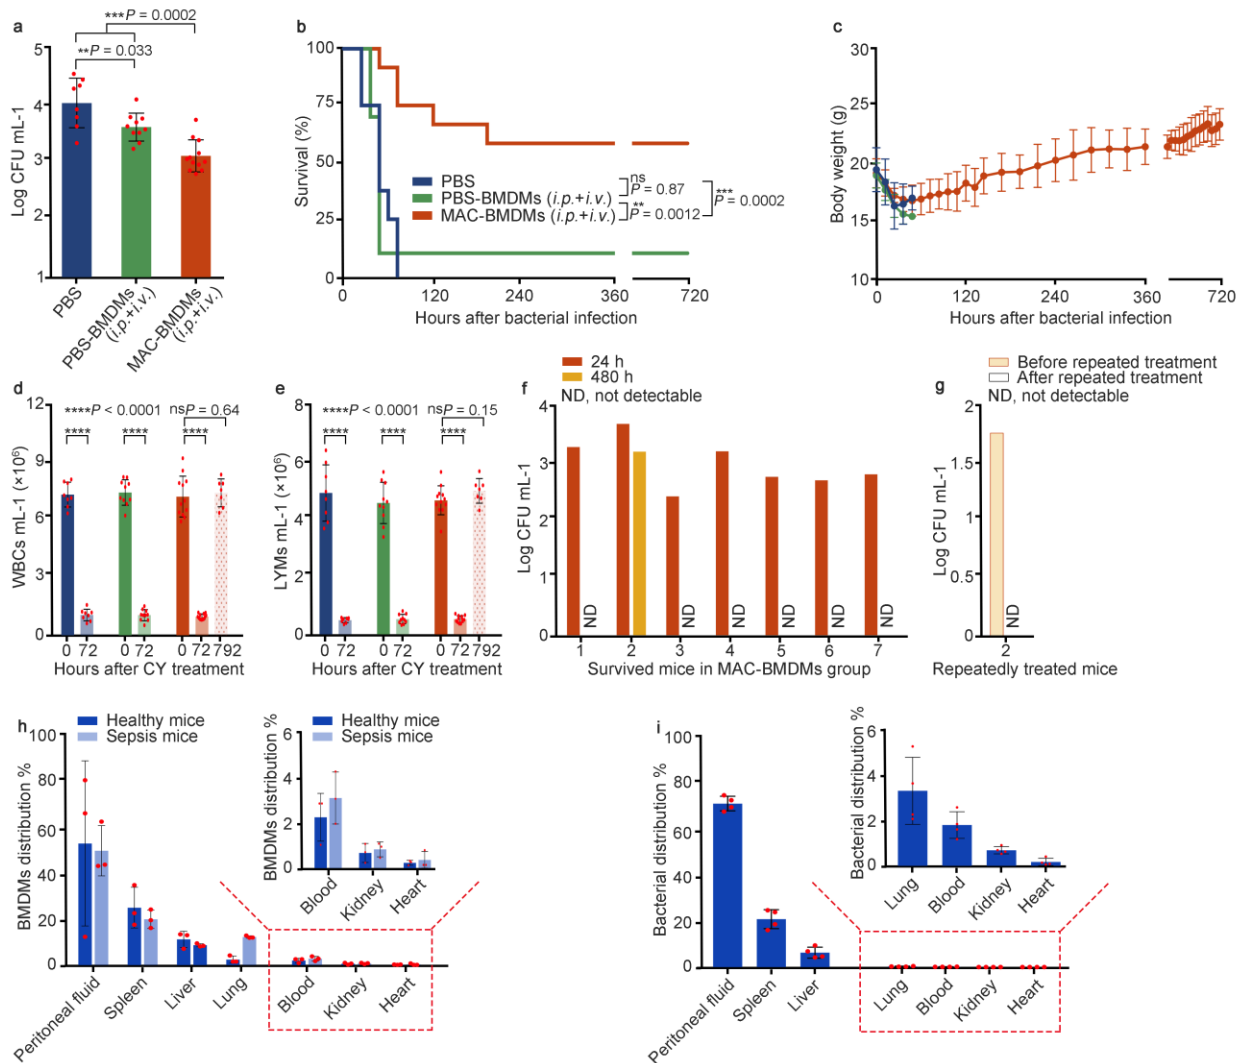 a
***P = 0.0002
**P = 0.033
Log CFU mL-1
5
4
3
2
1
PBS
PBS-BMDMs
(i.p.+i.v.)
MAC-BMDMs
(i.p.+i.v.)
b
Survival (%)
100
75
50
25
0
PBS
PBS-BMDMs (i.p.+i.v.)
MAC-BMDMs (i.p.+i.v.)
ns
P = 0.87
**
P = 0.0012
***
P = 0.0002
0 120 240 360 720
Hours after bacterial infection
c
Body weight (g)
30
25
20
15
10
0 120 240 360 720
Hours after bacterial infection
d
WBCs mL-1 (×10⁶)
12
9
6
3
0
****P < 0.0001
nsP = 0.64
**** **** ****
0 72 0 72 0 72 792
Hours after CY treatment
e
LYMs mL-1 (×10⁶)
8
6
4
2
0
****P < 0.0001
nsP = 0.15
**** **** ****
0 72 0 72 0 72 792
Hours after CY treatment
24 h
480 h
f
ND, not detectable
Log CFU mL-1
4
3
2
0
ND ND ND ND ND ND
1 2 3 4 5 6 7
Survived mice in MAC-BMDMs group
Before repeated treatment
After repeated treatment
g
ND, not detectable
Log CFU mL-1
2
1.5
1
0.5
0
ND
2
Repeatedly treated mice
h
Healthy mice
Sepsis mice
BMDMs distribution %
100
80
60
40
20
0
Peritoneal fluid
Spleen
Liver
Lung
Blood
Kidney
Heart
Healthy mice
Sepsis mice
BMDMs distribution %
6
4
2
0
Blood
Kidney
Heart
i
Bacterial distribution %
100
80
60
40
20
0
Peritoneal fluid
Spleen
Liver
Lung
Blood
Kidney
Heart
Bacterial distribution %
6
4
2
0
Lung
Blood
Kidney
Heart